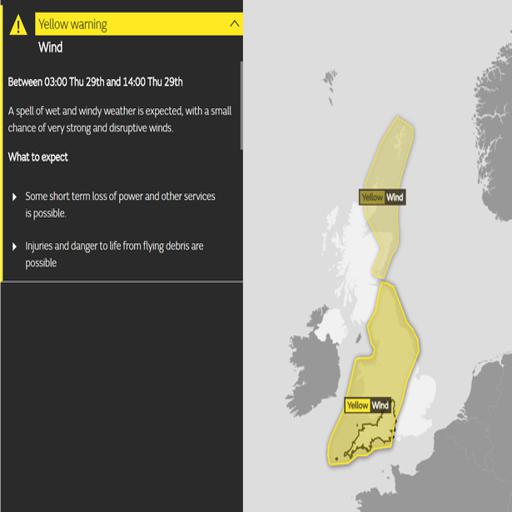 Yellow warning
Wind
Between 03:00 Thu 29th and 14:00 Thu 29th
A spell of wet and windy weather is expected, with a small
chance of very strong and disruptive winds.
What to expect
Some short term loss of power and other services
is possible.
Injuries and danger to life from flying debris are
possible
Yellow Wind
Yellow Wind